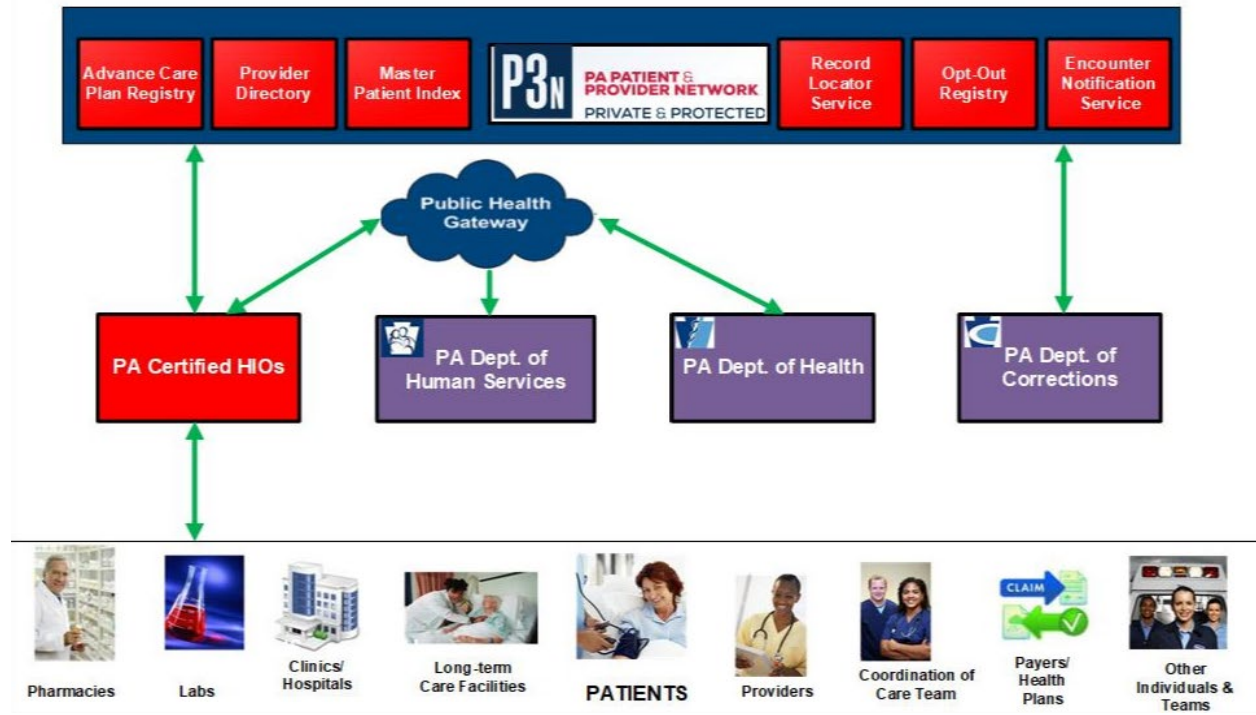 Advance Care
Plan Registry
Provider
Directory
Master
Patient Index
P3N
PA PATIENT &
PROVIDER NETWORK
PRIVATE & PROTECTED
Record
Locator
Service
Opt-Out
Registry
Encounter
Notification
Service
Public Health
Gateway
PA Certified HIOs
PA Dept. of
Human Services
PA Dept. of Health
PA Dept. of
Corrections
Pharmacies
Labs
Clinics/
Hospitals
Long-term
Care Facilities
PATIENTS
Providers
Coordination of
Care Team
CLAIM
Payers/
Health
Plans
Other
Individuals &
Teams